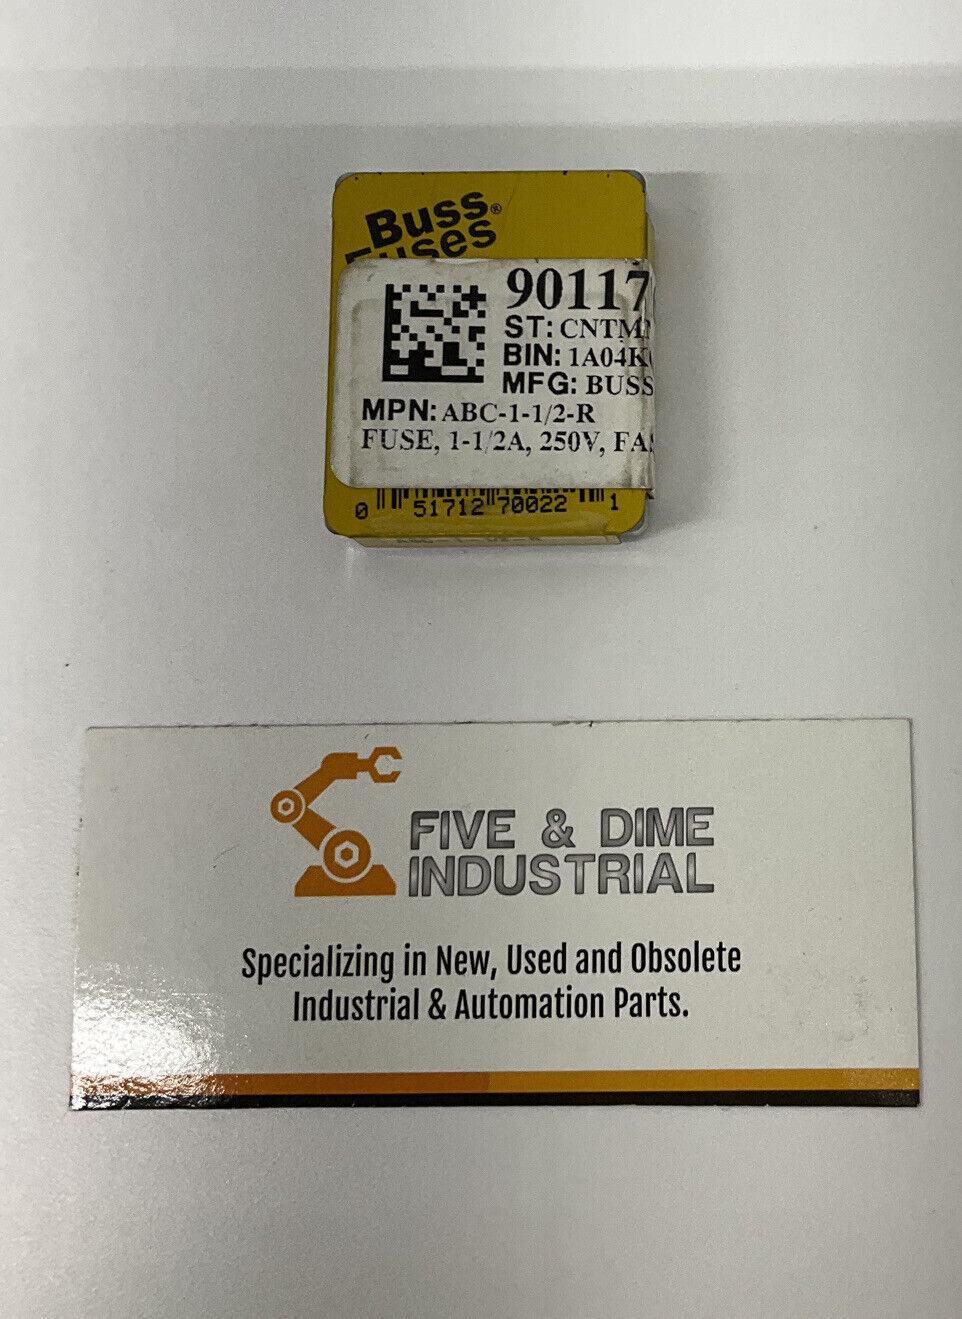 Buss®
Fuses
90117
ST: CNTM
BIN: 1A04K
MFG: BUSS
MPN: ABC-1-1/2-R
FUSE, 1-1/2A, 250V, FA
0 51712 70022 1
FIVE & DIME
INDUSTRIAL
Specializing in New, Used and Obsolete
Industrial & Automation Parts.